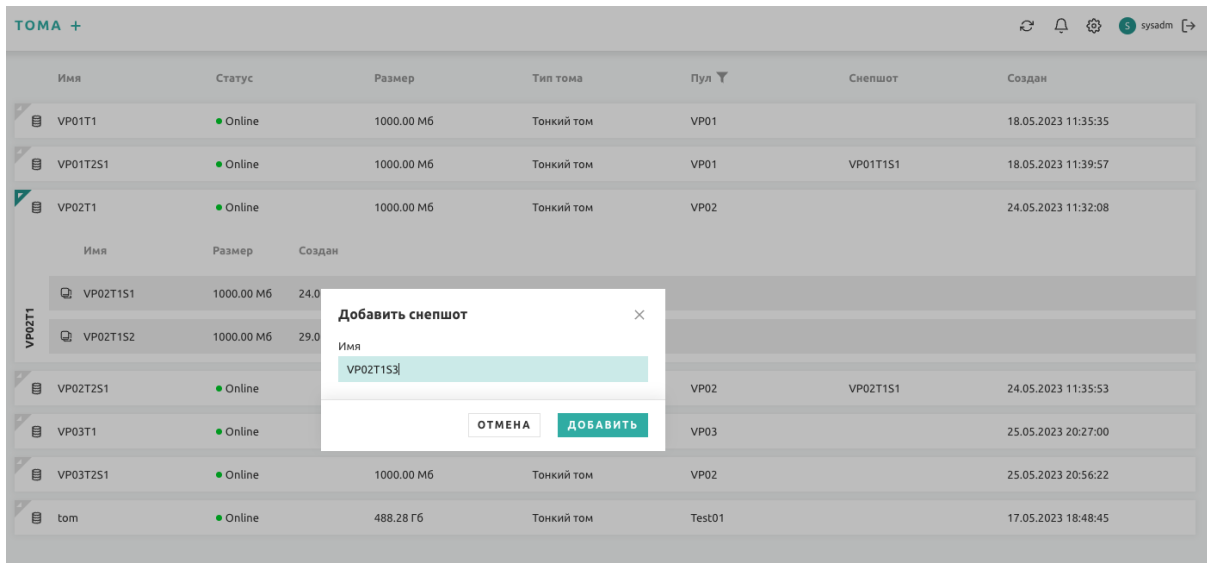 ТОМА +
S sysadm
Имя Статус Размер Тип тома Пул Снепшот Создан
VP01T1 Online 1000.00 Мб Тонкий том VP01 18.05.2023 11:35:35
VP01T2S1 Online 1000.00 Мб Тонкий том VP01 VP01T1S1 18.05.2023 11:39:57
VP02T1 Online 1000.00 Мб Тонкий том VP02 24.05.2023 11:32:08
VP02T1
Имя Размер Создан
VP02T1S1 1000.00 Мб 24.0
VP02T1S2 1000.00 Мб 29.0
Добавить снепшот
Имя
VP02T1S3
ОТМЕНА ДОБАВИТЬ
VP02T2S1 Online VP02 VP02T1S1 24.05.2023 11:35:53
VP03T1 Online VP03 25.05.2023 20:27:00
VP03T2S1 Online 1000.00 Мб Тонкий том VP02 25.05.2023 20:56:22
tom Online 488.28 Гб Тонкий том Test01 17.05.2023 18:48:45